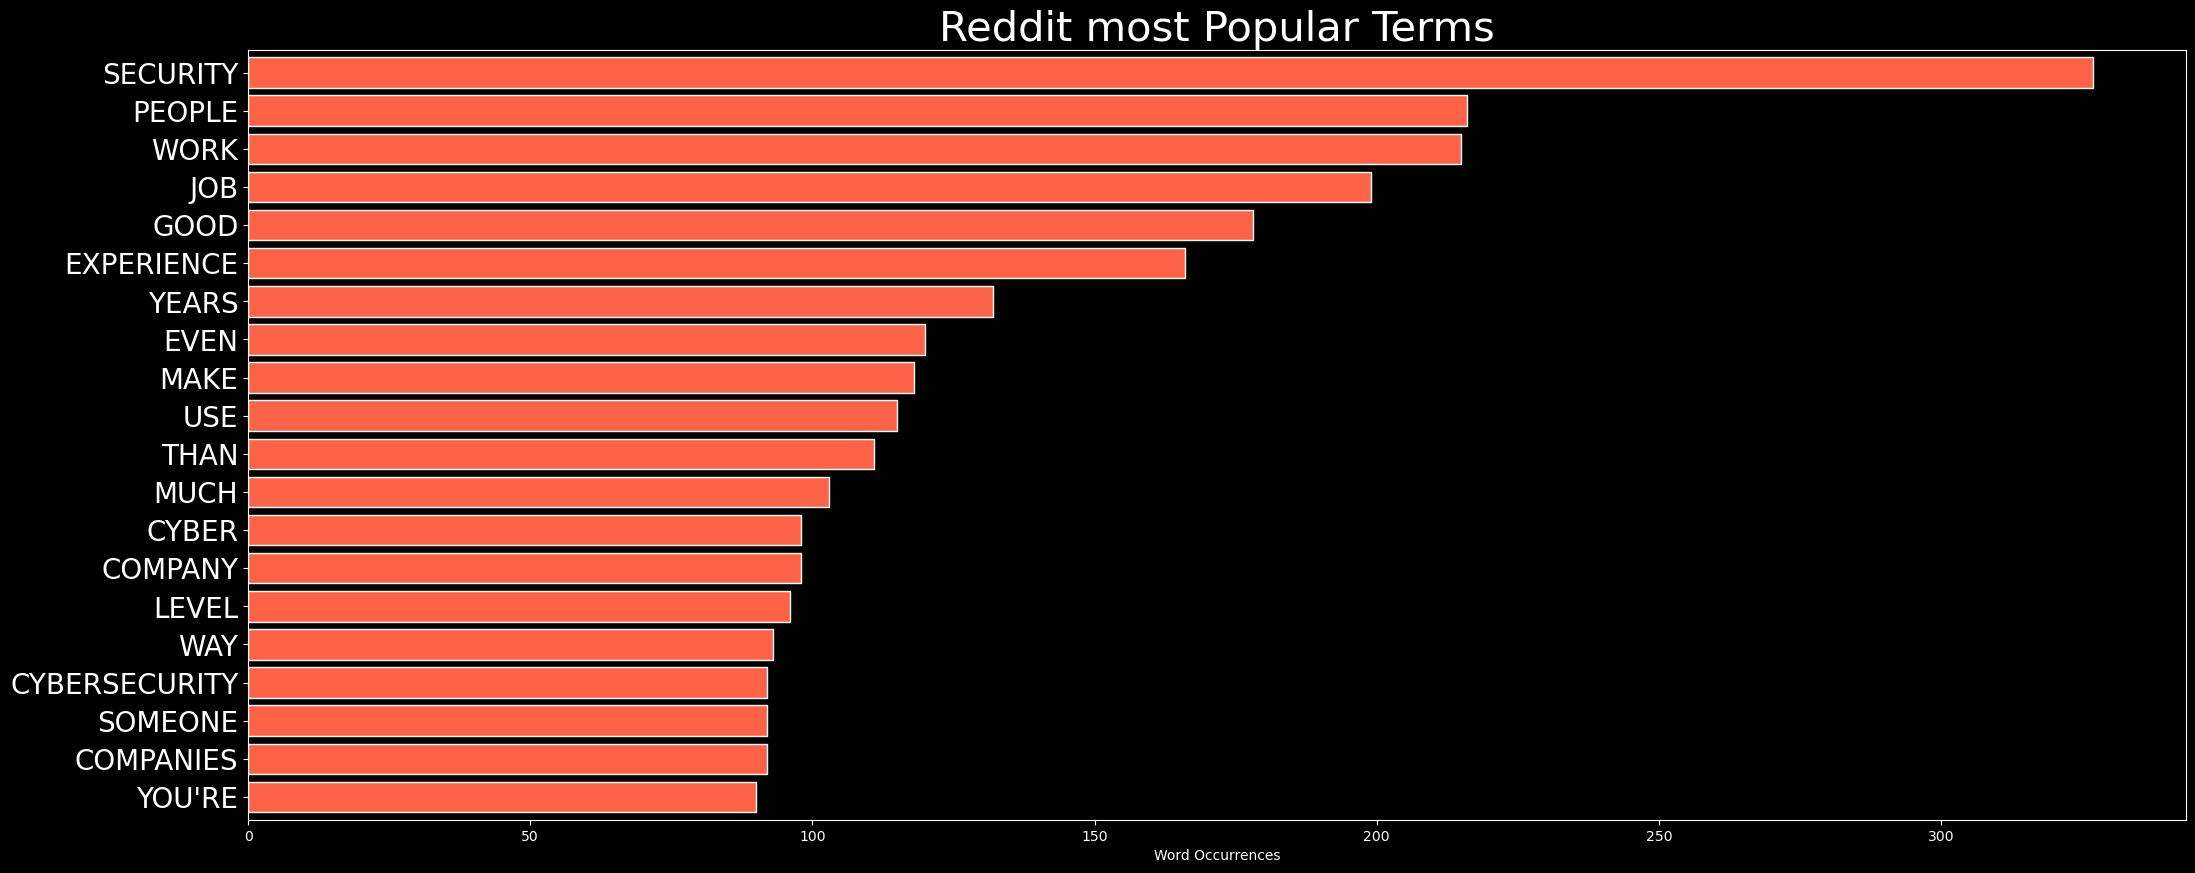 Reddit most Popular Terms
SECURITY
PEOPLE
WORK
JOB
GOOD
EXPERIENCE
YEARS
EVEN
MAKE
USE
THAN
MUCH
CYBER
COMPANY
LEVEL
WAY
CYBERSECURITY
SOMEONE
COMPANIES
YOU'RE
0 50 100 150 200 250 300
Word Occurrences